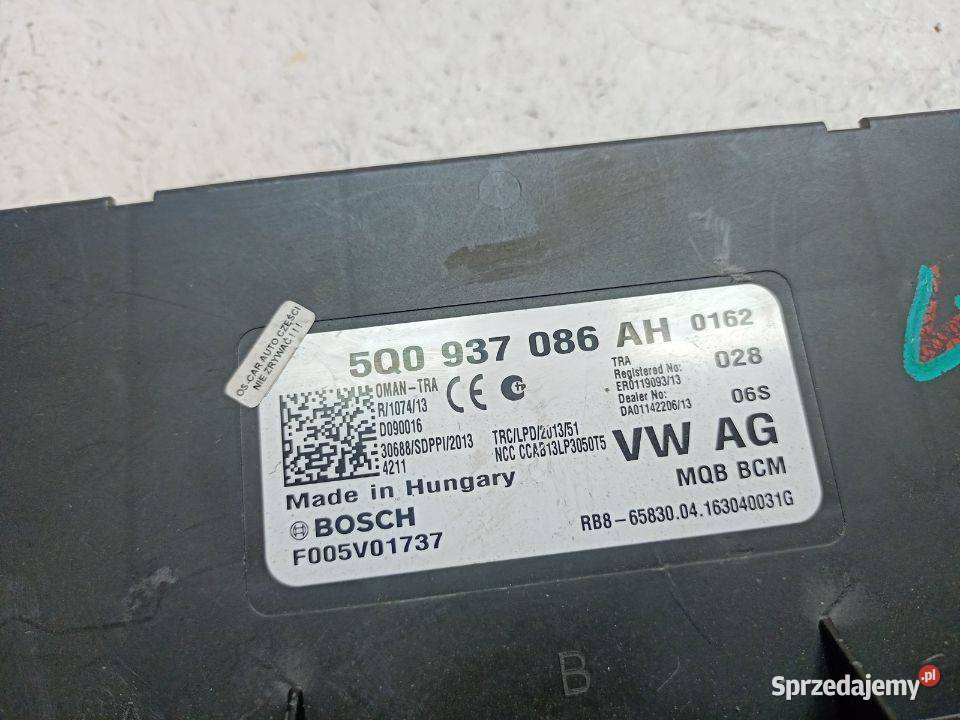 5Q0 937 086 AH 0162
OS-CAR AUTO CZĘŚCI
NIE ZRYWAĆ!!!
OMAN-TRA
R/1074/13
D090016
30688/SDPPI/2013
4211
CE
TRC/LPD/2013/51
NCC CCAB13LP3050T5
TRA
Registered No:
ER0119093/13
Dealer No:
DA01142206/13
028
06S
VW AG
MQB BCM
Made in Hungary
BOSCH
F005V01737
RB8-65830.04.163040031G
B
Sprzedajemy.pl